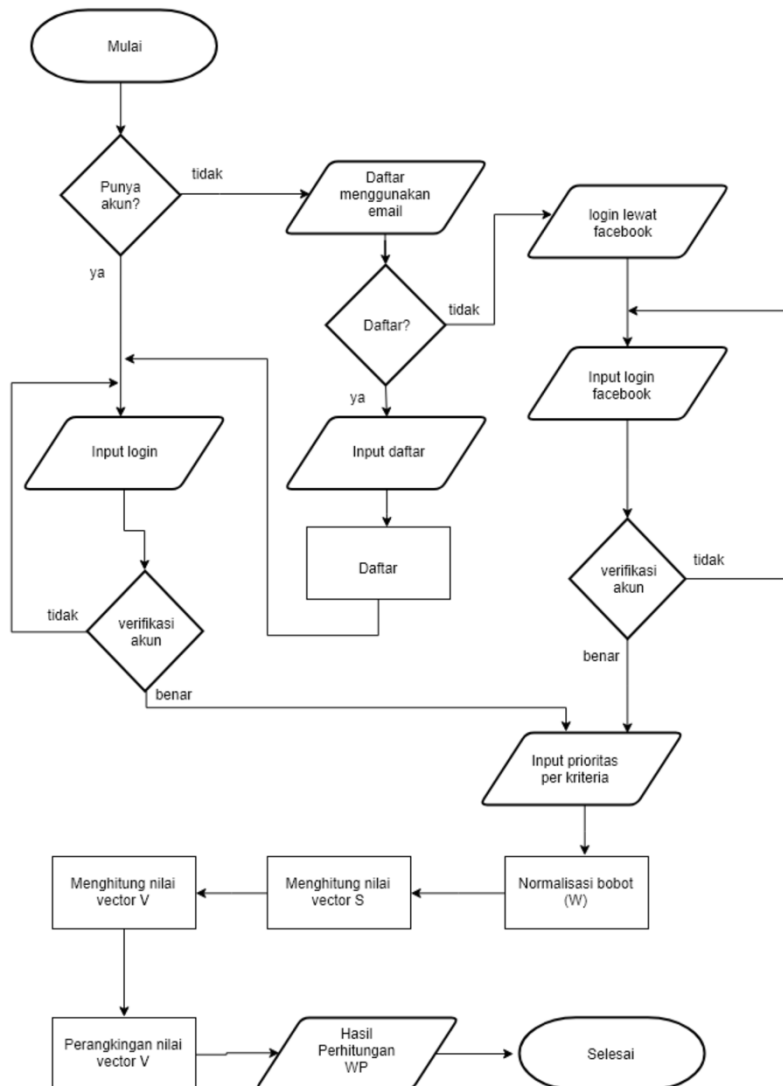 Mulai
Punya
akun?
tidak
ya
Daftar
menggunakan
email
Daftar?
tidak
ya
login lewat
facebook
Input login
facebook
Input login
Input daftar
Daftar
verifikasi
akun
tidak
benar
verifikasi
akun
tidak
benar
Input prioritas
per kriteria
Normalisasi bobot
(W)
Menghitung nilai
vector S
Menghitung nilai
vector V
Perangkingan nilai
vector V
Hasil
Perhitungan
WP
Selesai